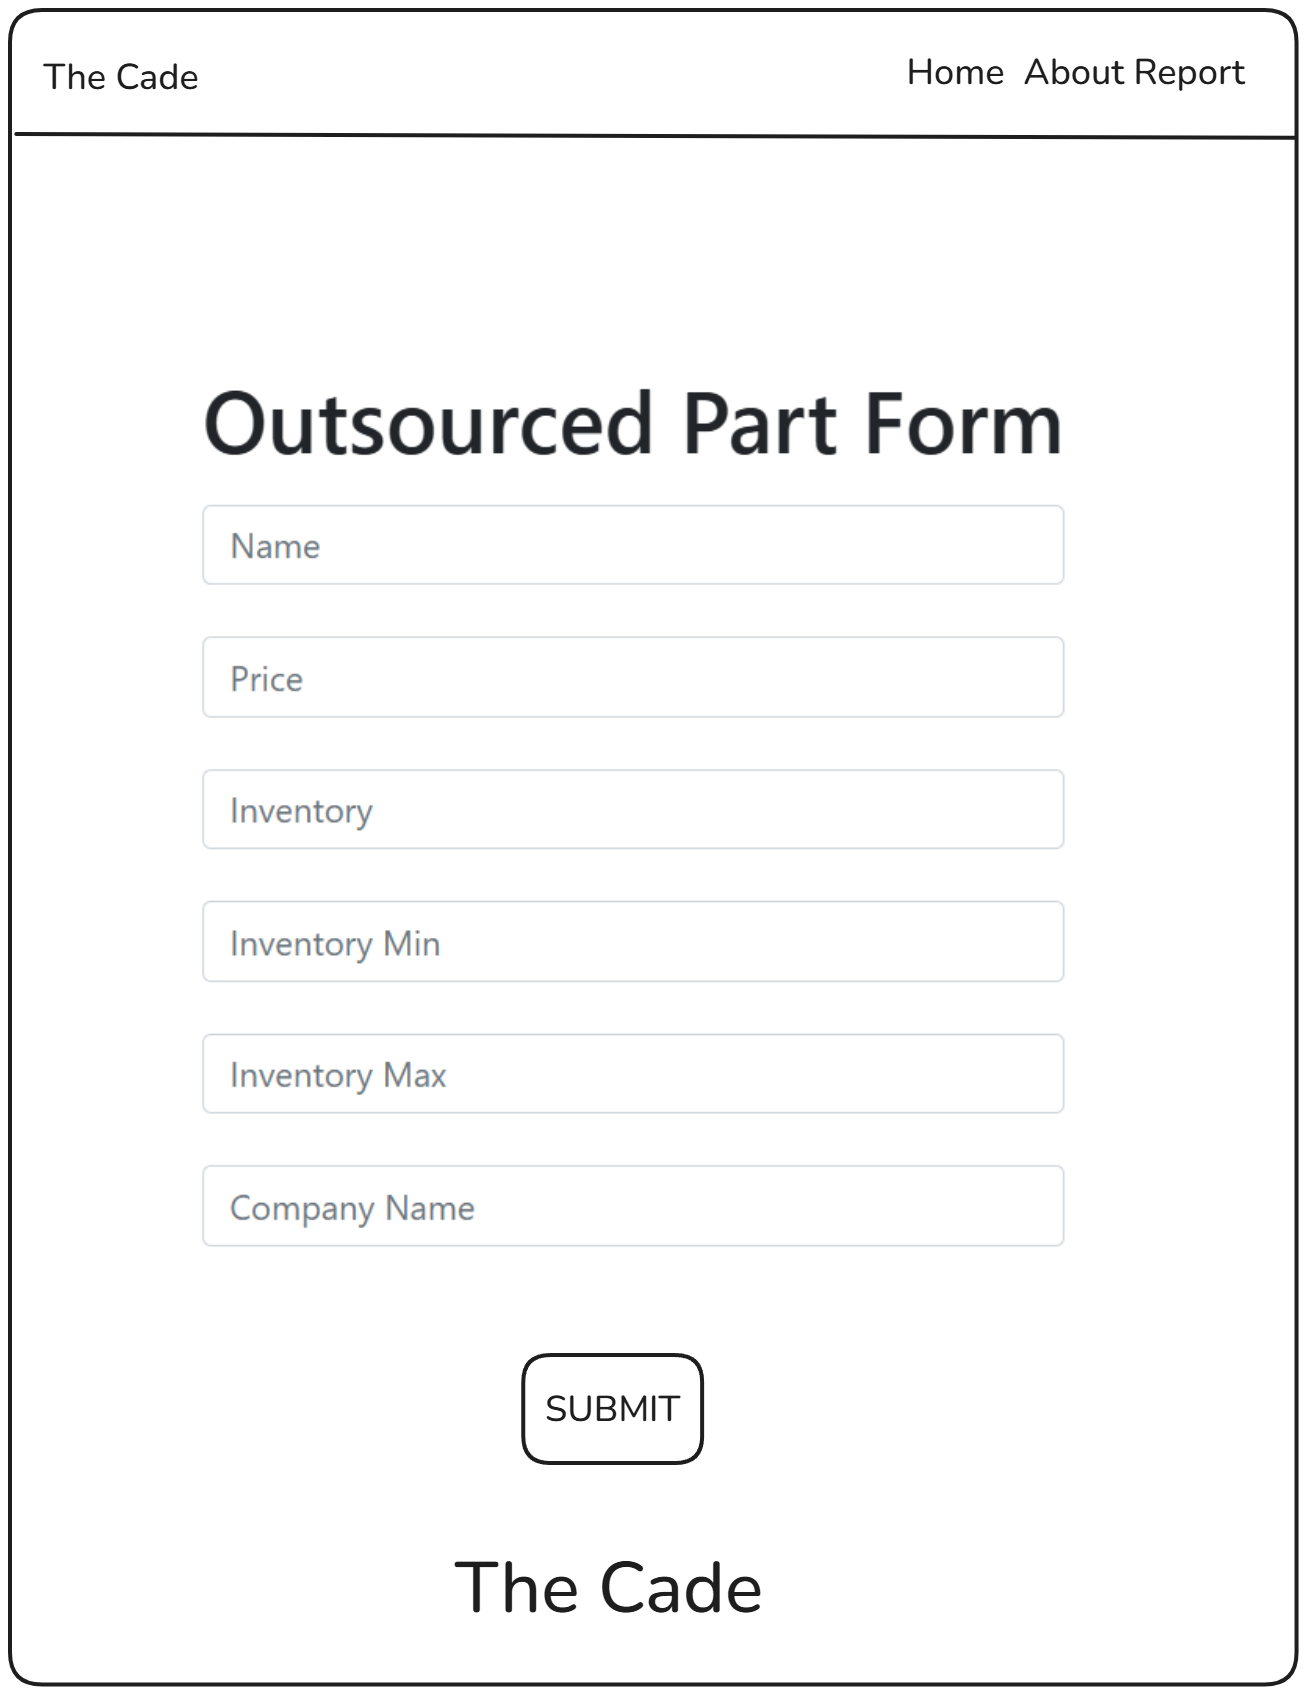 The Cade
Home About Report
Outsourced Part Form
Name
Price
Inventory
Inventory Min
Inventory Max
Company Name
SUBMIT
The Cade